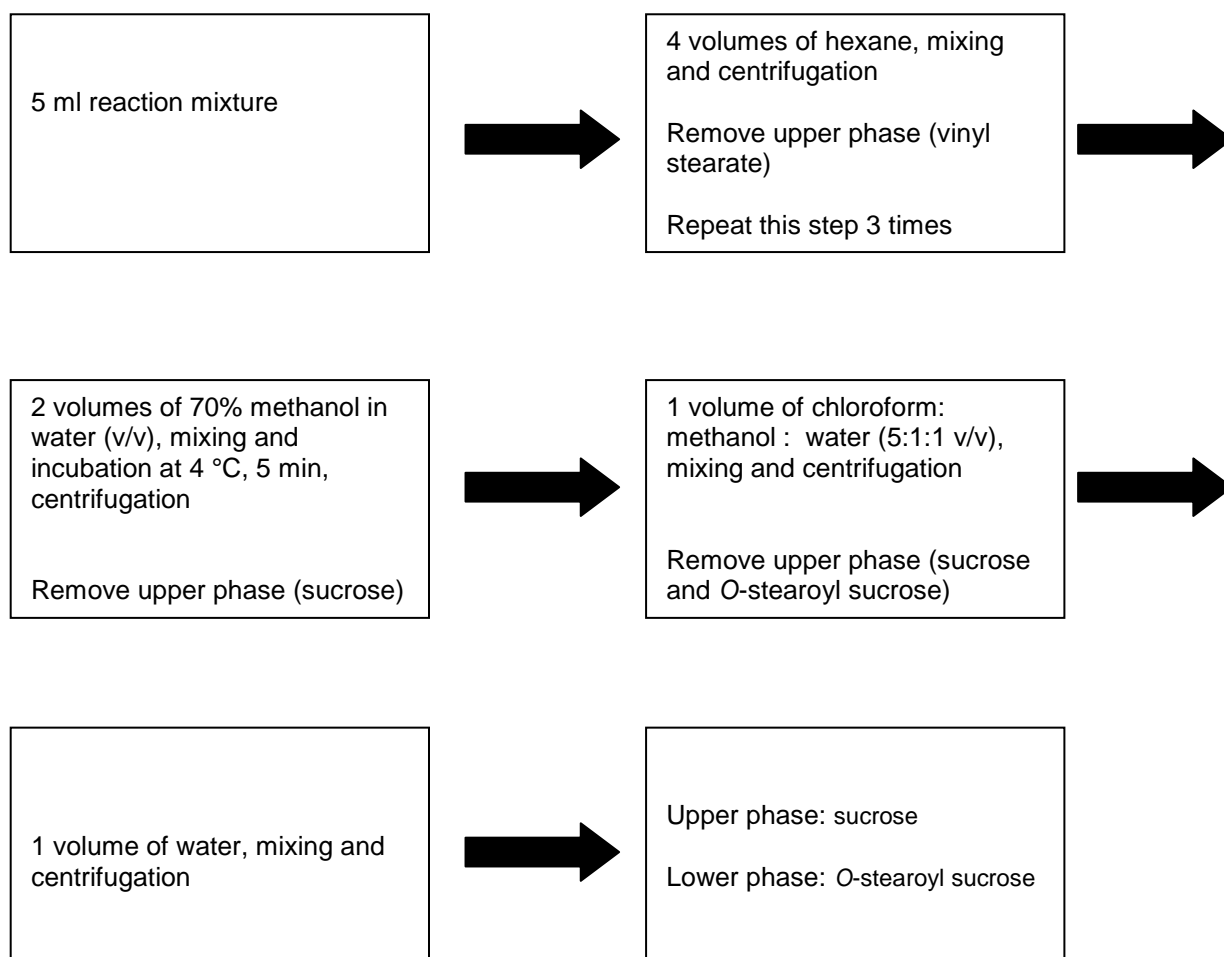 5 ml reaction mixture
4 volumes of hexane, mixing
and centrifugation
Remove upper phase (vinyl
stearate)
Repeat this step 3 times
2 volumes of 70% methanol in
water (v/v), mixing and
incubation at 4 °C, 5 min,
centrifugation
Remove upper phase (sucrose)
1 volume of chloroform:
methanol : water (5:1:1 v/v),
mixing and centrifugation
Remove upper phase (sucrose
and O-stearoyl sucrose)
1 volume of water, mixing and
centrifugation
Upper phase: sucrose
Lower phase: O-stearoyl sucrose